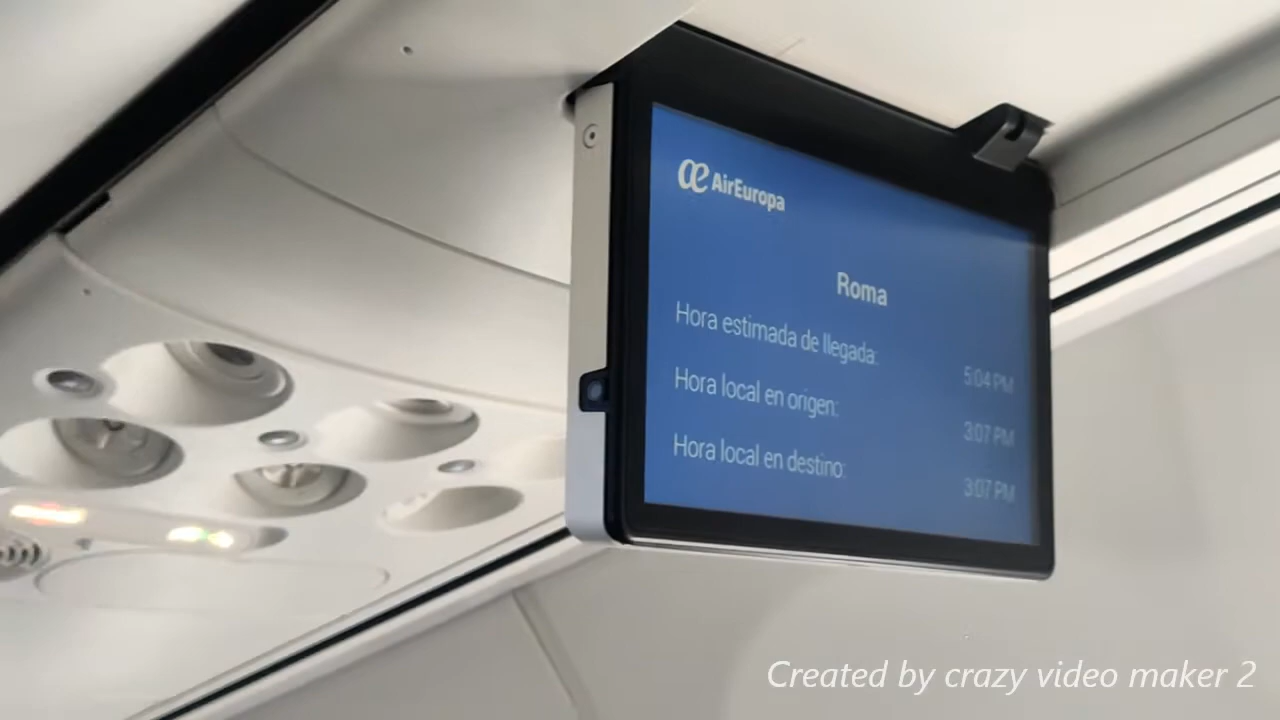 AirEuropa
Roma
Hora estimada de llegada:
5:04 PM
Hora local en origen:
3:07 PM
Hora local en destino:
3:07 PM
Created by crazy video maker 2